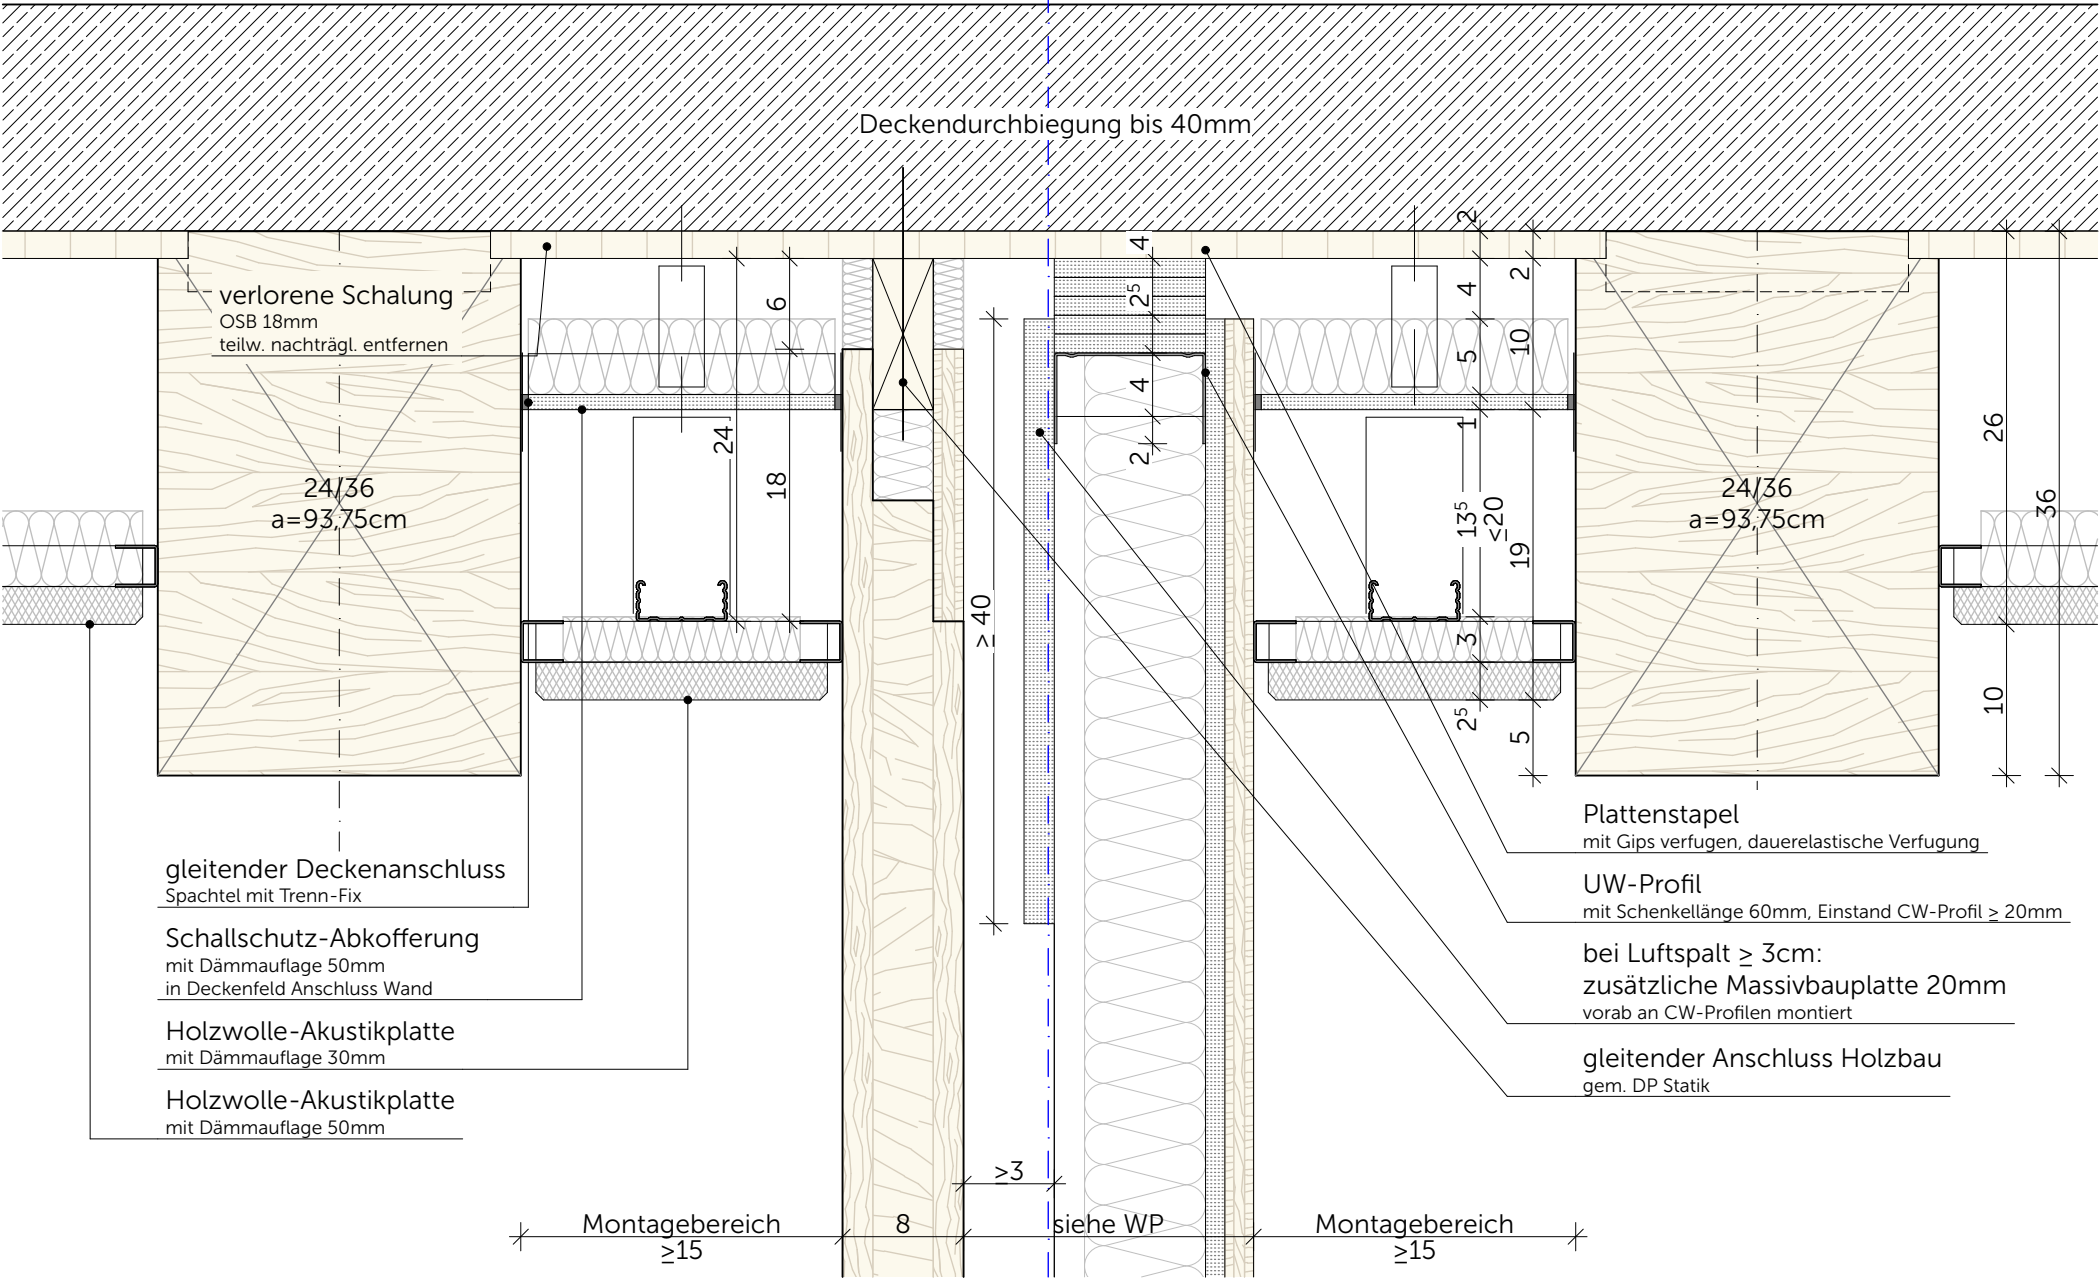 Deckendurchbiegung bis 40mm
verlorene Schalung
OSB 18mm
teilw. nachträgl. entfernen
24/36
a=93,75cm
24
6
18
≥ 40
4
2⁵
4
2
2
4
5
1
13⁵
≤20
3
2⁵
2
10
19
5
24/36
a=93,75cm
26
10
36
gleitender Deckenanschluss
Spachtel mit Trenn-Fix
Schallschutz-Abkofferung
mit Dämmauflage 50mm
in Deckenfeld Anschluss Wand
Holzwolle-Akustikplatte
mit Dämmauflage 30mm
Holzwolle-Akustikplatte
mit Dämmauflage 50mm
Plattenstapel
mit Gips verfugen, dauerelastische Verfugung
UW-Profil
mit Schenkellänge 60mm, Einstand CW-Profil ≥ 20mm
bei Luftspalt ≥ 3cm:
zusätzliche Massivbauplatte 20mm
vorab an CW-Profilen montiert
gleitender Anschluss Holzbau
gem. DP Statik
≥3
Montagebereich
≥15
8
siehe WP
Montagebereich
≥15